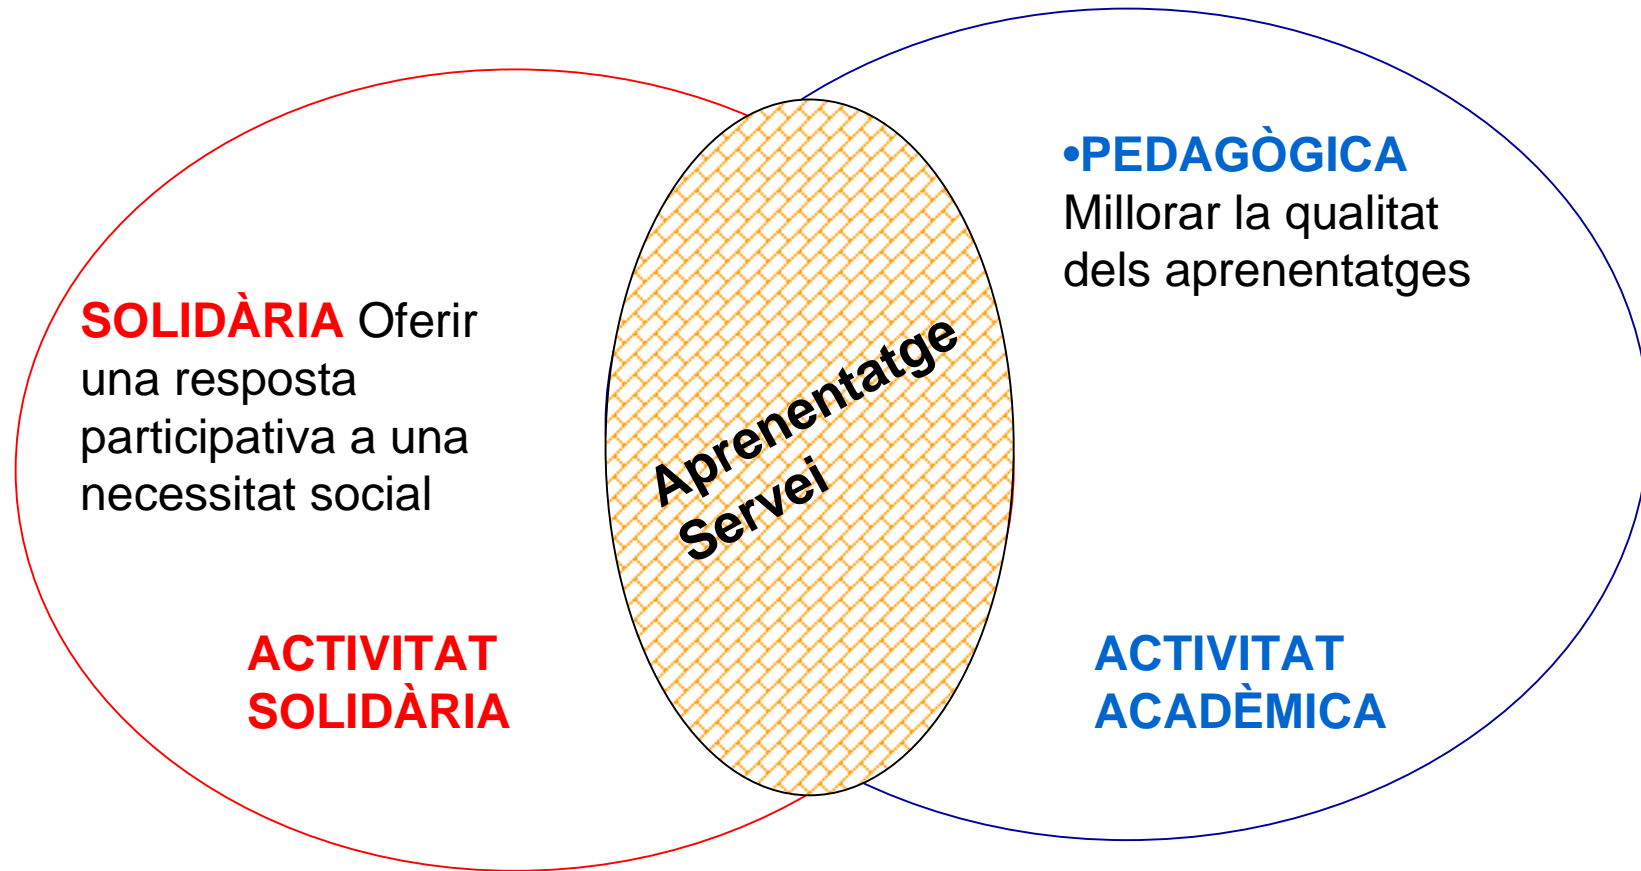 SOLIDÀRIA Oferir
una resposta
participativa a una
necessitat social
ACTIVITAT
SOLIDÀRIA
Aprenentatge
Servei
•PEDAGÒGICA
Millorar la qualitat
dels aprenentatges
ACTIVITAT
ACADÈMICA